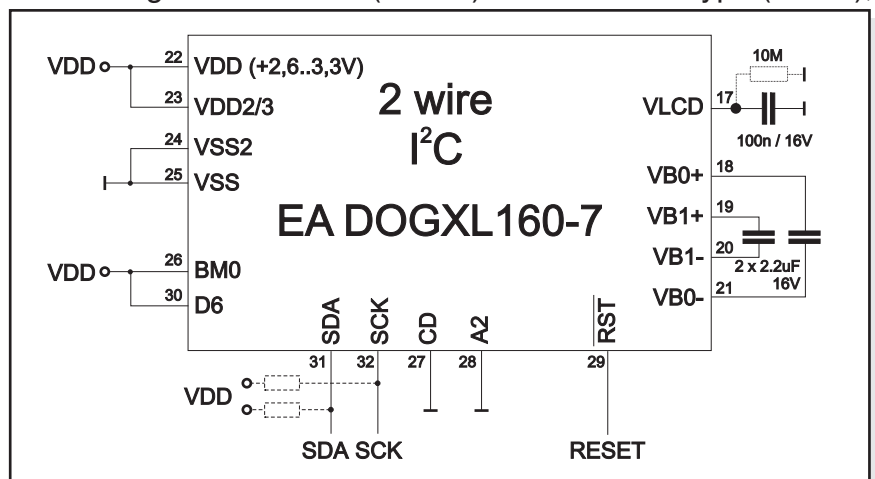 VDD 22 VDD (+2,6..3,3V)
23 VDD2/3
24 VSS2
25 VSS
VDD 26 BM0
30 D6
2 wire
I²C
EA DOGXL160-7
10M
VLCD 17
100n / 16V
VB0+ 18
VB1+ 19
VB1- 20
2 x 2.2uF
16V
VB0- 21
SDA SCK CD A2 RST
31 32 27 28 29
VDD
SDA SCK RESET